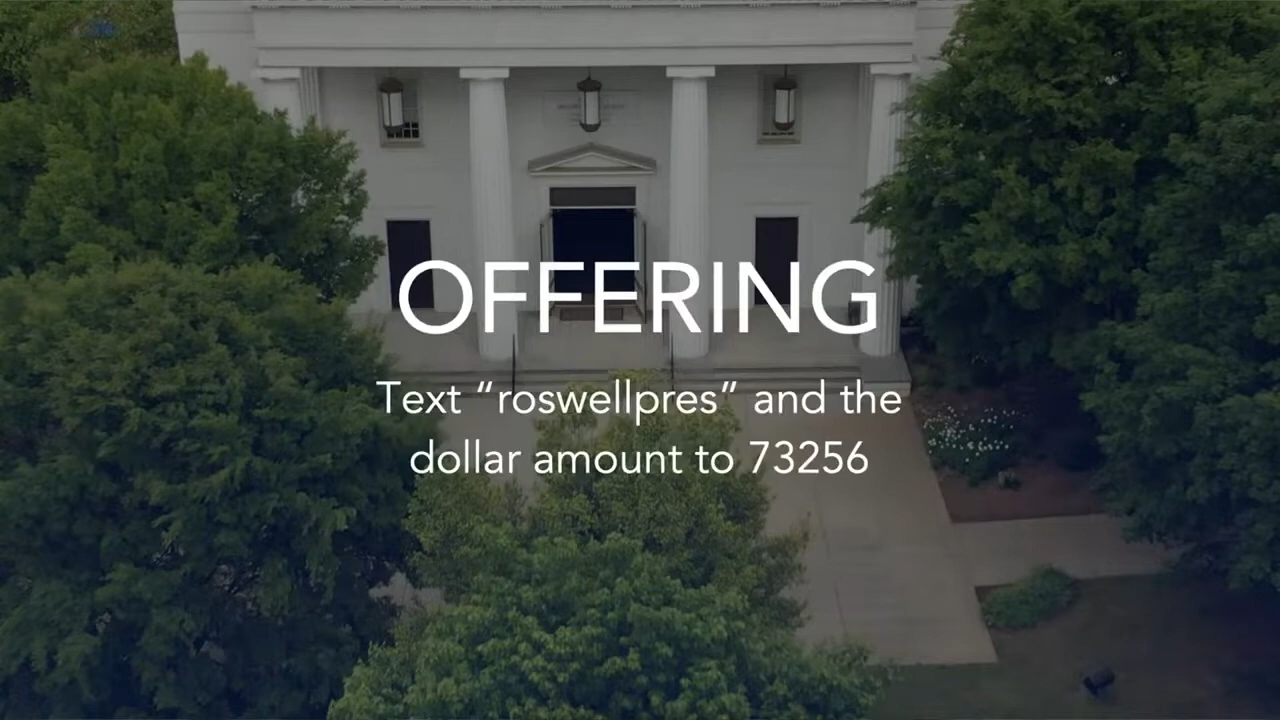 OFFERING
Text “roswellpres” and the
dollar amount to 73256